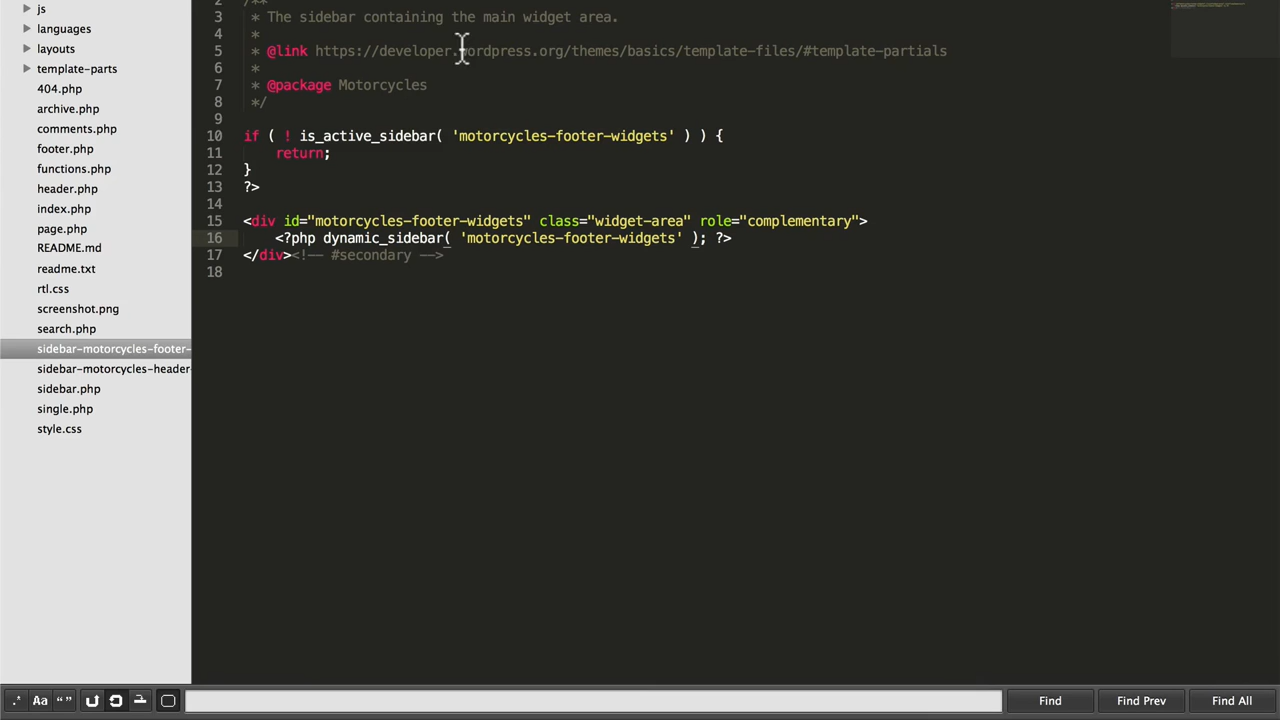 js
languages
layouts
template-parts
404.php
archive.php
comments.php
footer.php
functions.php
header.php
index.php
page.php
README.md
readme.txt
rtl.css
screenshot.png
search.php
sidebar-motorcycles-footer-
sidebar-motorcycles-header
sidebar.php
single.php
style.css
2 /**
3 * The sidebar containing the main widget area.
4 *
5 * @link https://developer.wordpress.org/themes/basics/template-files/#template-partials
6 *
7 * @package Motorcycles
8 */
9
10 if ( ! is_active_sidebar( 'motorcycles-footer-widgets' ) ) {
11 return;
12 }
13 ?>
14
15 <div id="motorcycles-footer-widgets" class="widget-area" role="complementary">
16 <?php dynamic_sidebar( 'motorcycles-footer-widgets' ); ?>
17 </div><!-- #secondary -->
18
.* Aa “” Find Find Prev Find All